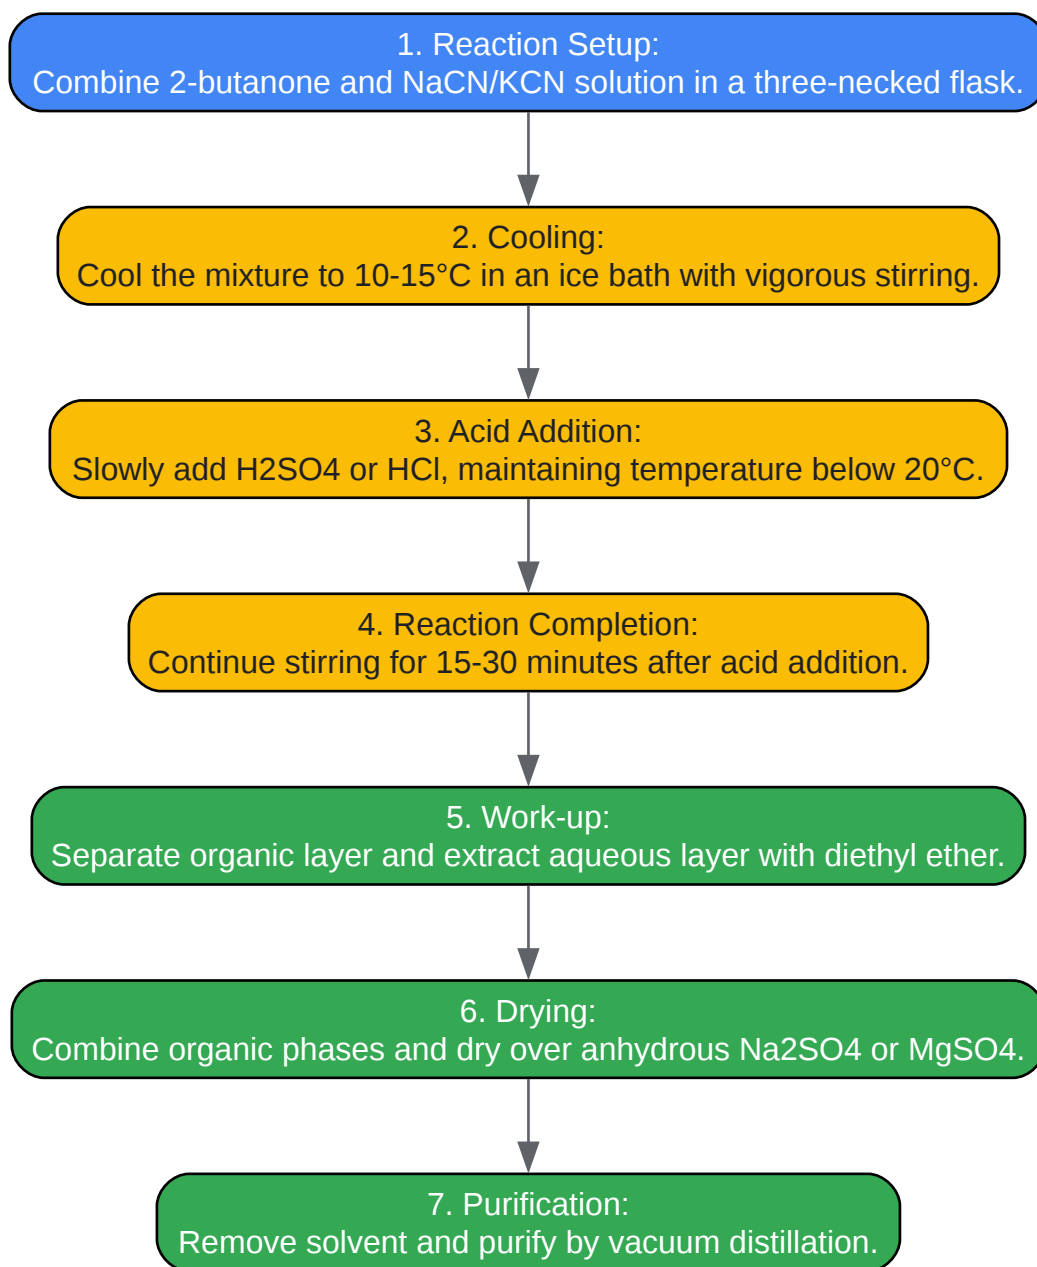 1. Reaction Setup:
Combine 2-butanone and NaCN/KCN solution in a three-necked flask.
2. Cooling:
Cool the mixture to 10-15°C in an ice bath with vigorous stirring.
3. Acid Addition:
Slowly add H2SO4 or HCl, maintaining temperature below 20°C.
4. Reaction Completion:
Continue stirring for 15-30 minutes after acid addition.
5. Work-up:
Separate organic layer and extract aqueous layer with diethyl ether.
6. Drying:
Combine organic phases and dry over anhydrous Na2SO4 or MgSO4.
7. Purification:
Remove solvent and purify by vacuum distillation.